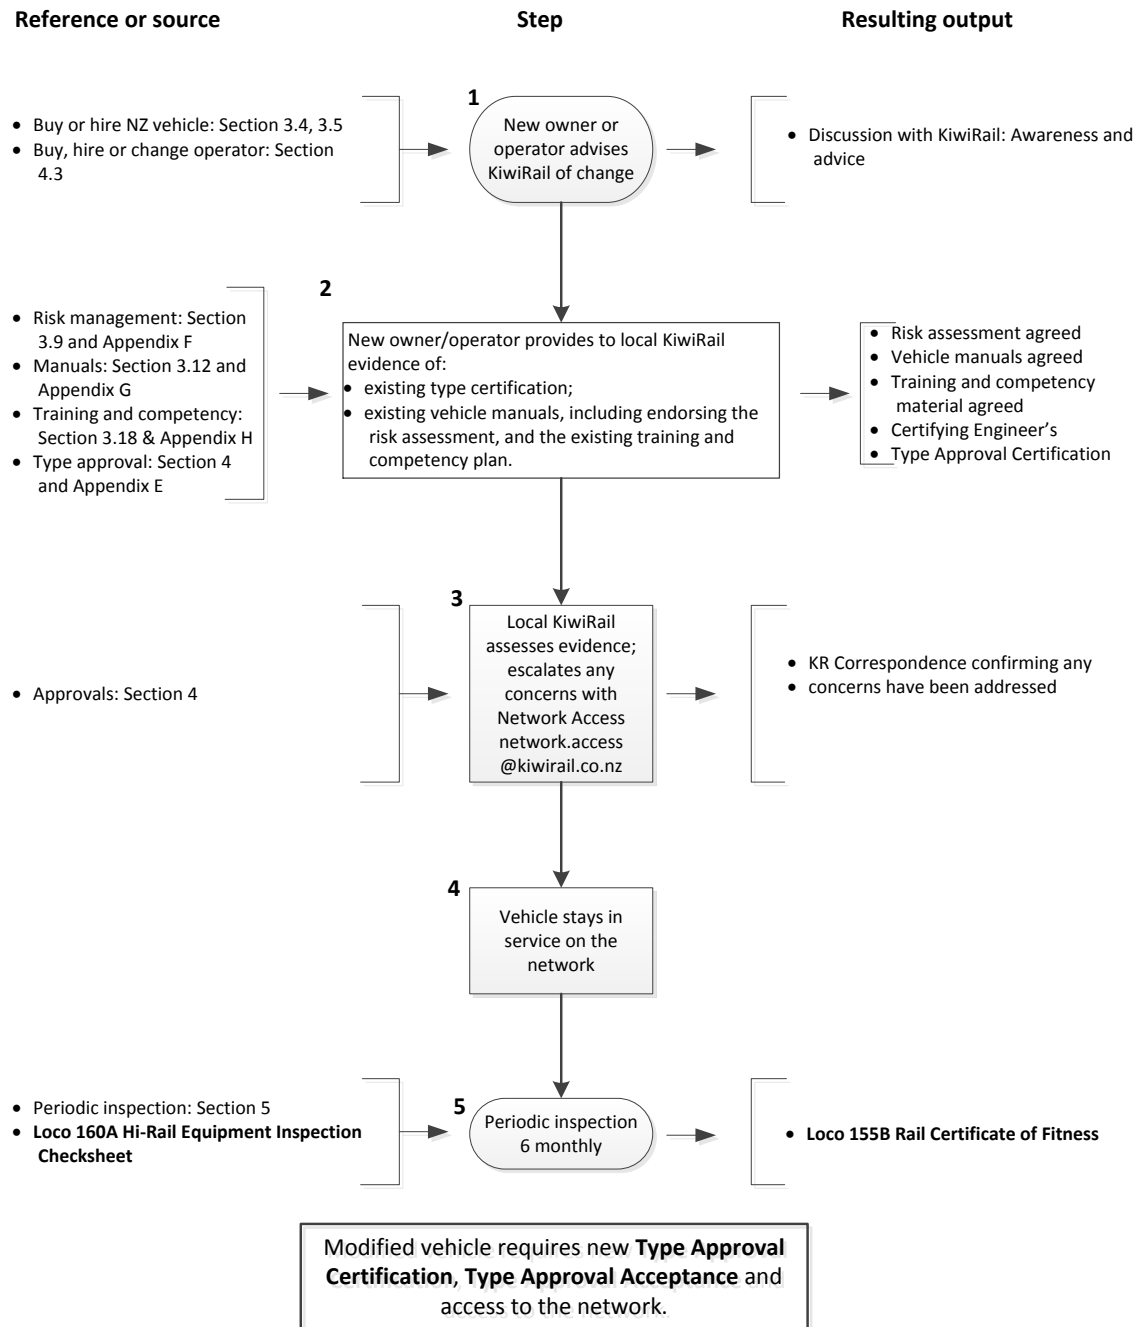 Reference or source
Step
Resulting output
1
• Buy or hire NZ vehicle: Section 3.4, 3.5
• Buy, hire or change operator: Section
4.3
New owner or
operator advises
KiwiRail of change
• Discussion with KiwiRail: Awareness and
advice
2
• Risk management: Section
3.9 and Appendix F
• Manuals: Section 3.12 and
Appendix G
• Training and competency:
Section 3.18 & Appendix H
• Type approval: Section 4
and Appendix E
New owner/operator provides to local KiwiRail
evidence of:
• existing type certification;
• existing vehicle manuals, including endorsing the
risk assessment, and the existing training and
competency plan.
• Risk assessment agreed
• Vehicle manuals agreed
• Training and competency
material agreed
• Certifying Engineer’s
• Type Approval Certification
3
• Approvals: Section 4
Local KiwiRail
assesses evidence;
escalates any
concerns with
Network Access
network.access
@kiwirail.co.nz
• KR Correspondence confirming any
• concerns have been addressed
4
Vehicle stays in
service on the
network
5
• Periodic inspection: Section 5
• Loco 160A Hi-Rail Equipment Inspection
Checksheet
Periodic inspection
6 monthly
• Loco 155B Rail Certificate of Fitness
Modified vehicle requires new Type Approval
Certification, Type Approval Acceptance and
access to the network.